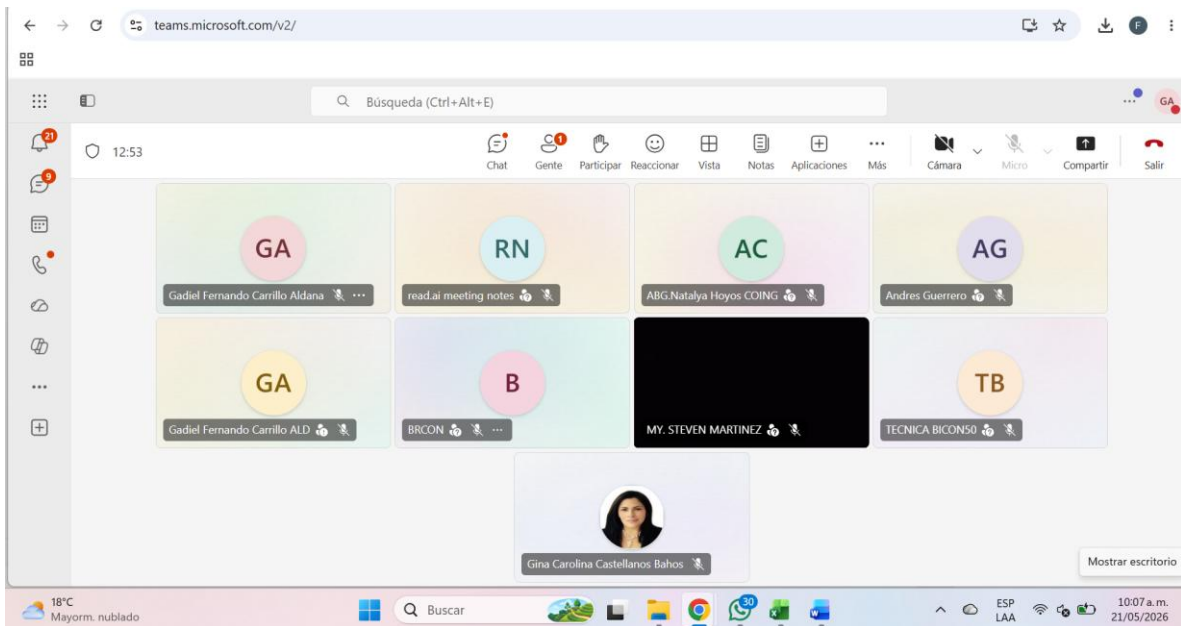 teams.microsoft.com/v2/
F
Búsqueda (Ctrl+Alt+E)
GA
21
9
12:53
1
Chat
Gente
Participar
Reaccionar
Vista
Notas
Aplicaciones
Más
Cámara
Micro
Compartir
Salir
GA
Gadiel Fernando Carrillo Aldana
RN
read.ai meeting notes
AC
ABG.Natalya Hoyos COING
AG
Andres Guerrero
GA
Gadiel Fernando Carrillo ALD
B
BRCON
MY. STEVEN MARTINEZ
TB
TECNICA BICON50
Gina Carolina Castellanos Bahos
Mostrar escritorio
18°C
Mayorm. nublado
Buscar
30
ESP
LAA
10:07 a. m.
21/05/2026